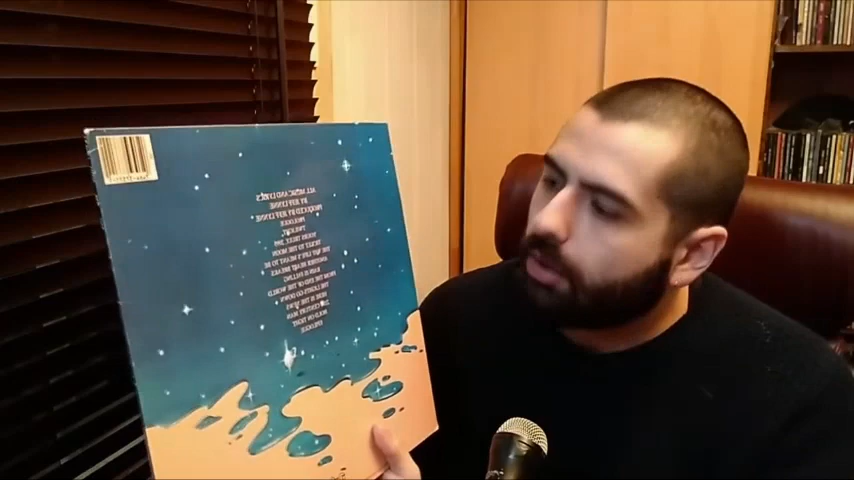 ALL MUSIC AND LYRICS
BY JEFF LYNNE
PRODUCED BY JEFF LYNNE
PROLOGUE
TWILIGHT
YOURS TRULY, 2095
TICKET TO THE MOON
THE WAY LIFE'S MEANT TO BE
ANOTHER HEART BREAKS
RAIN IS FALLING
FROM THE END OF THE WORLD
THE LIGHTS GO DOWN
HERE IS THE NEWS
21ST CENTURY MAN
HOLD ON TIGHT
EPILOGUE